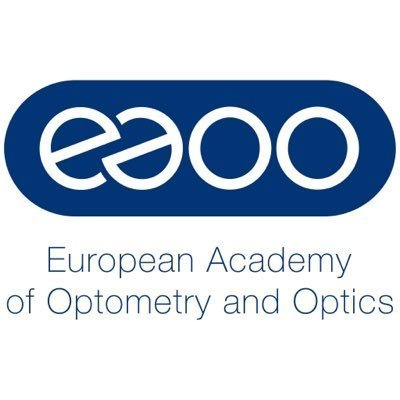 eaoo
European Academy
of Optometry and Optics